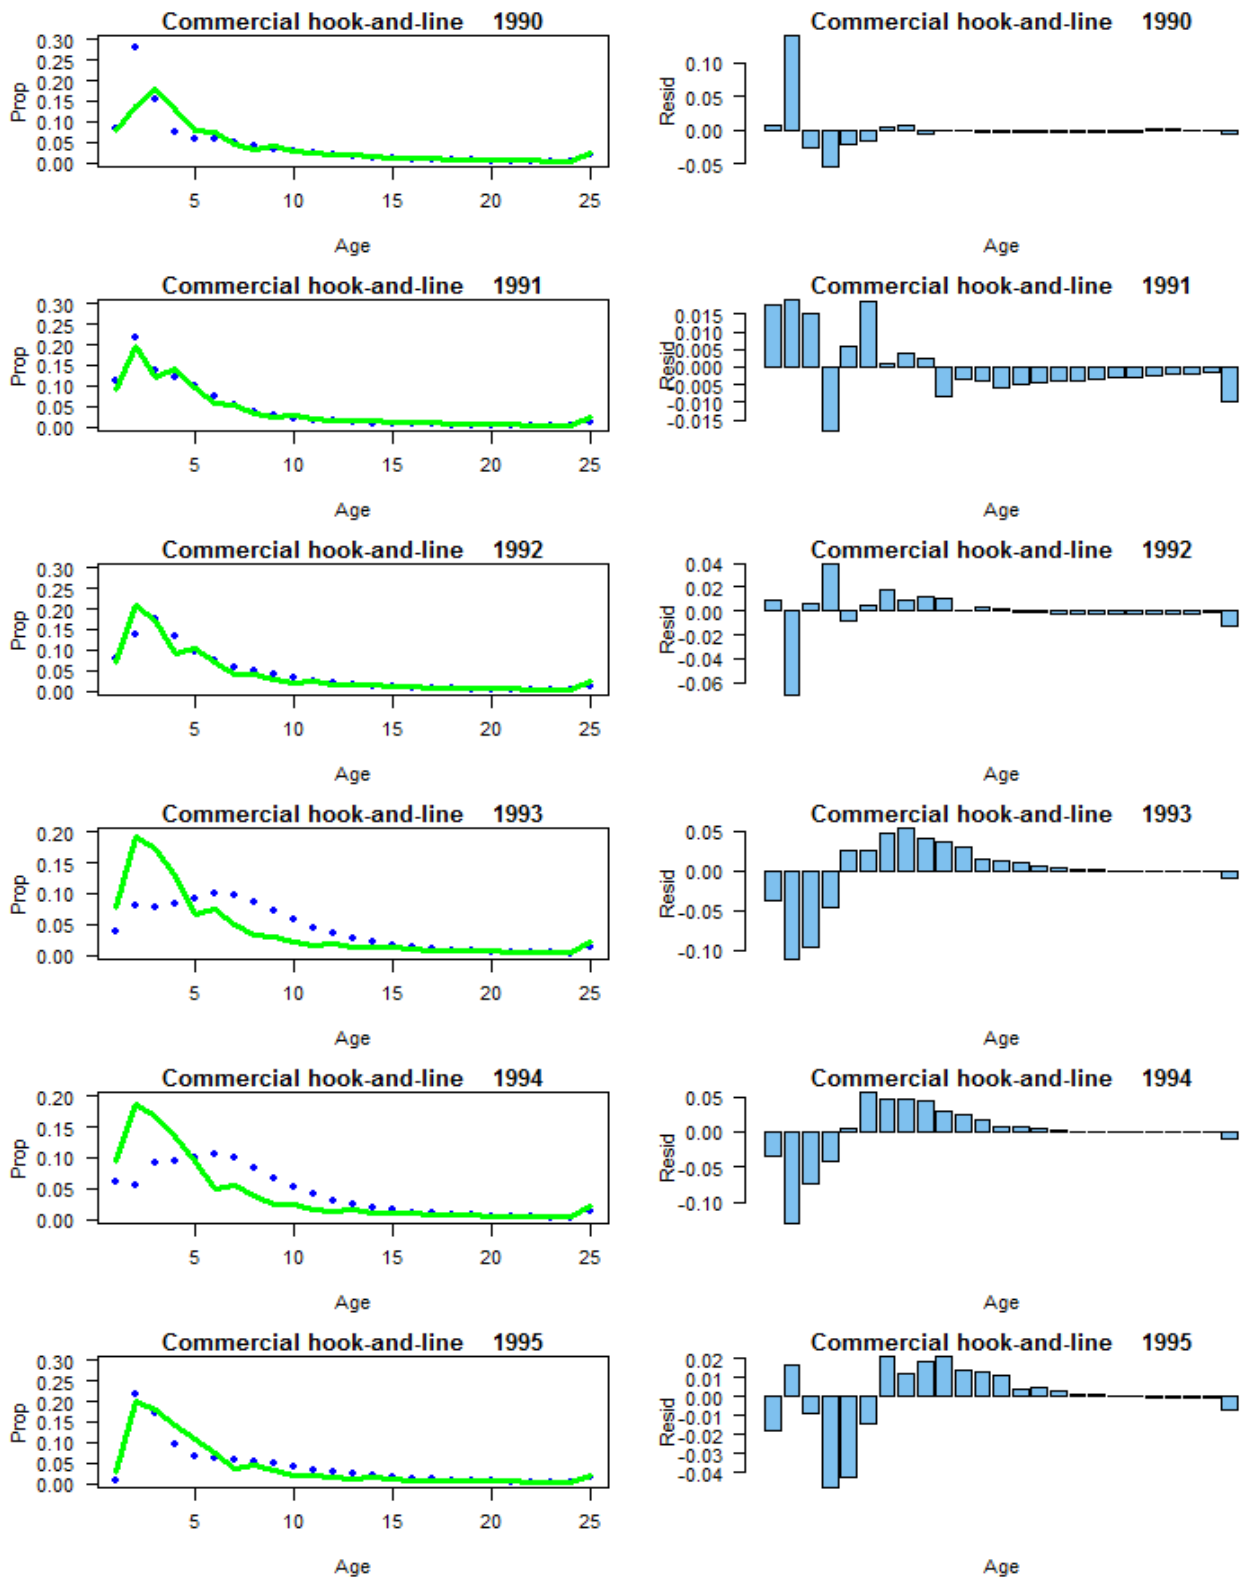 Commercial hook-and-line 1990
Prop
0.30
0.25
0.20
0.15
0.10
0.05
0.00
5 10 15 20 25
Age
Commercial hook-and-line 1990
Resid
0.10
0.05
0.00
-0.05
Age
Commercial hook-and-line 1991
Prop
0.30
0.25
0.20
0.15
0.10
0.05
0.00
5 10 15 20 25
Age
Commercial hook-and-line 1991
Resid
0.015
0.010
0.005
0.000
-0.005
-0.010
-0.015
Age
Commercial hook-and-line 1992
Prop
0.30
0.25
0.20
0.15
0.10
0.05
0.00
5 10 15 20 25
Age
Commercial hook-and-line 1992
Resid
0.04
0.02
0.00
-0.02
-0.04
-0.06
Age
Commercial hook-and-line 1993
Prop
0.20
0.15
0.10
0.05
0.00
5 10 15 20 25
Age
Commercial hook-and-line 1993
Resid
0.05
0.00
-0.05
-0.10
Age
Commercial hook-and-line 1994
Prop
0.20
0.15
0.10
0.05
0.00
5 10 15 20 25
Age
Commercial hook-and-line 1994
Resid
0.05
0.00
-0.05
-0.10
Age
Commercial hook-and-line 1995
Prop
0.30
0.25
0.20
0.15
0.10
0.05
0.00
5 10 15 20 25
Age
Commercial hook-and-line 1995
Resid
0.02
0.01
0.00
-0.01
-0.02
-0.03
-0.04
Age